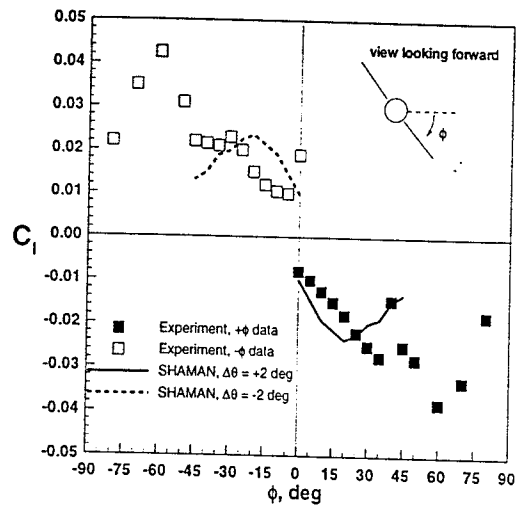 0.05
0.04
0.03
0.02
0.01
0.00
-0.01
-0.02
-0.03
-0.04
-0.05
C_l
view looking forward
ϕ
Experiment, +ϕ data
Experiment, -ϕ data
SHAMAN, Δθ = +2 deg
SHAMAN, Δθ = -2 deg
-90 -75 -60 -45 -30 -15 0 15 30 45 60 75 90
ϕ, deg